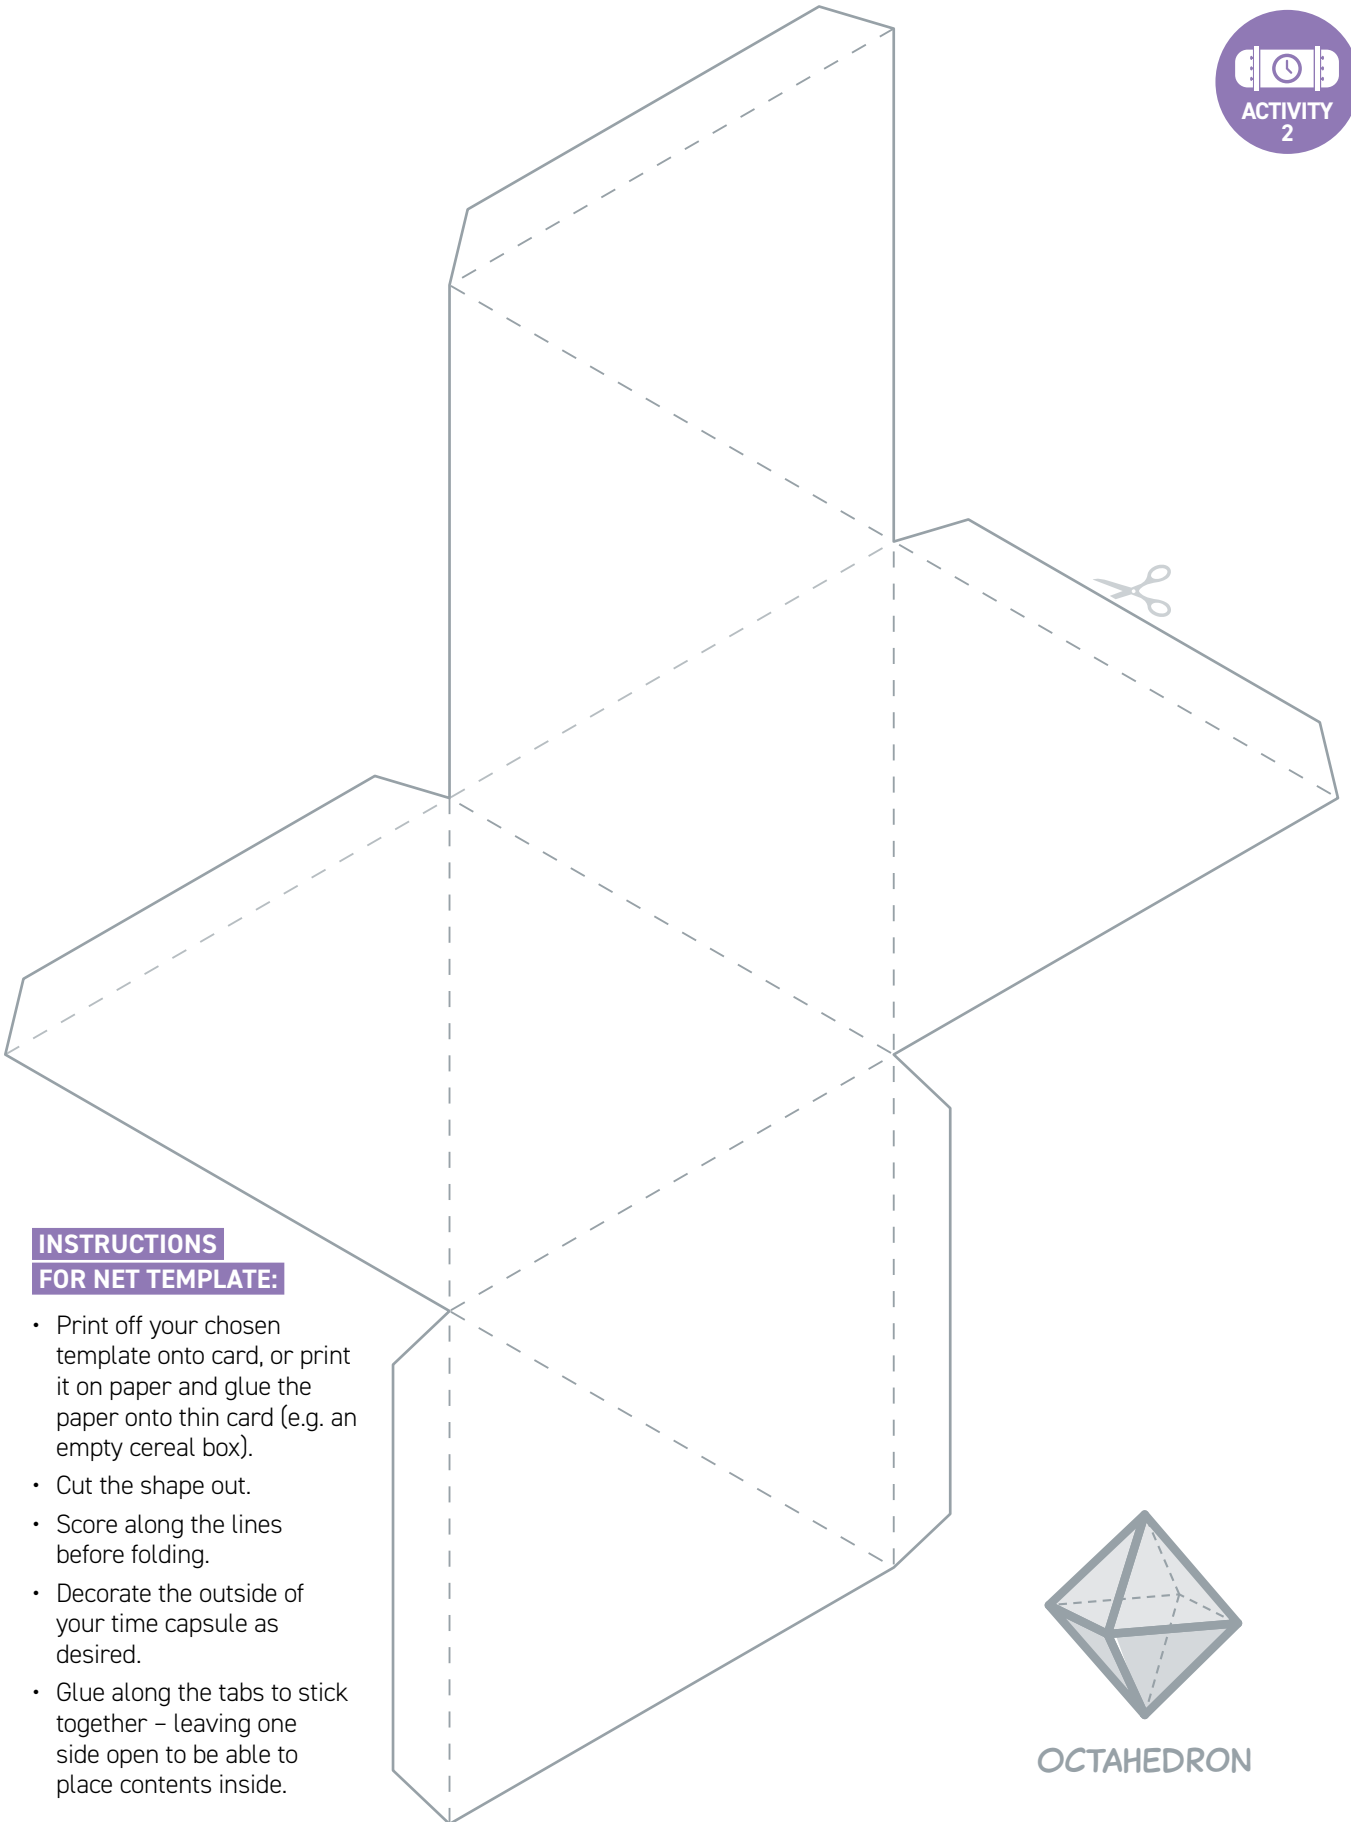 ACTIVITY
2
INSTRUCTIONS
FOR NET TEMPLATE:
• Print off your chosen
template onto card, or print
it on paper and glue the
paper onto thin card (e.g. an
empty cereal box).
• Cut the shape out.
• Score along the lines
before folding.
• Decorate the outside of
your time capsule as
desired.
• Glue along the tabs to stick
together – leaving one
side open to be able to
place contents inside.
OCTAHEDRON